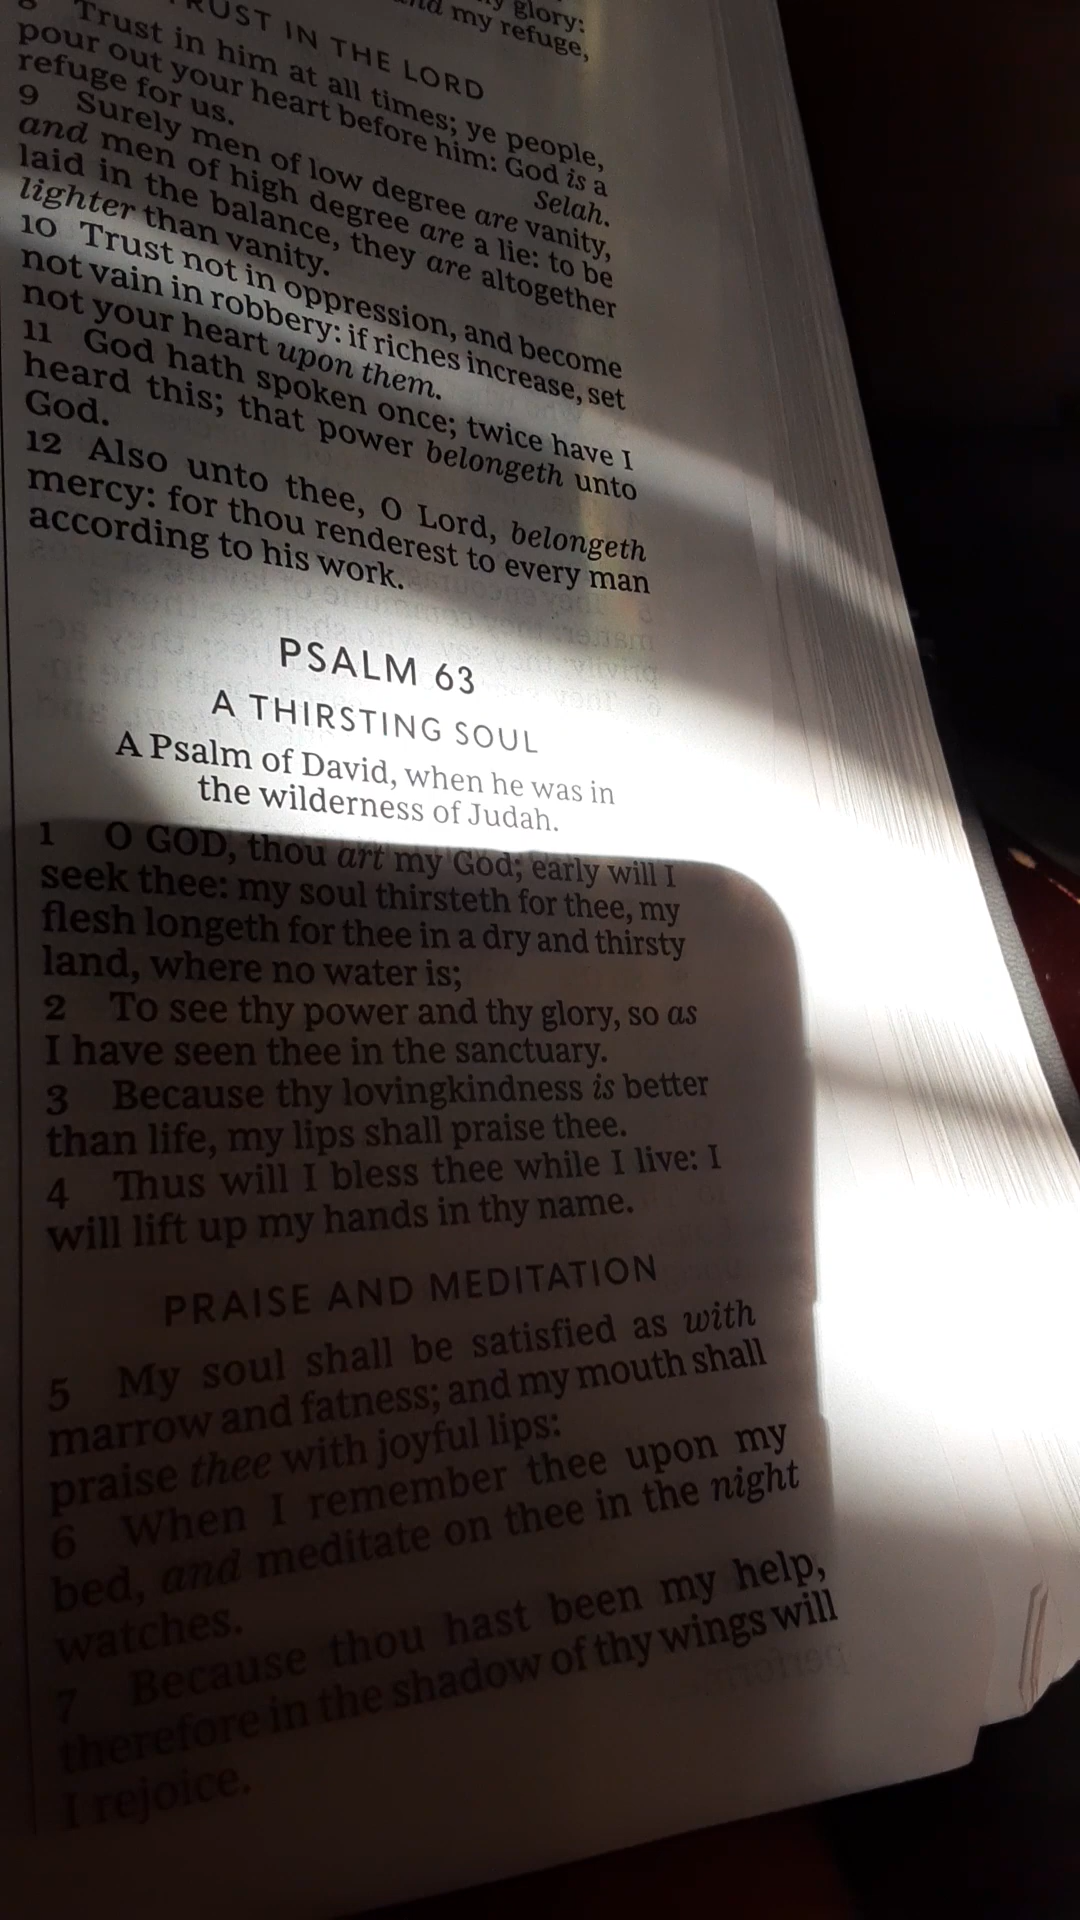 y glory:
and my refuge,
RUST IN THE LORD
8 Trust in him at all times; ye people,
pour out your heart before him: God is a
refuge for us. Selah.
9 Surely men of low degree are vanity,
and men of high degree are a lie: to be
laid in the balance, they are altogether
lighter than vanity.
10 Trust not in oppression, and become
not vain in robbery: if riches increase, set
not your heart upon them.
11 God hath spoken once; twice have I
heard this; that power belongeth unto
God.
12 Also unto thee, O Lord, belongeth
mercy: for thou renderest to every man
according to his work.
PSALM 63
A THIRSTING SOUL
A Psalm of David, when he was in
the wilderness of Judah.
1 O GOD, thou art my God; early will I
seek thee: my soul thirsteth for thee, my
flesh longeth for thee in a dry and thirsty
land, where no water is;
2 To see thy power and thy glory, so as
I have seen thee in the sanctuary.
3 Because thy lovingkindness is better
than life, my lips shall praise thee.
4 Thus will I bless thee while I live: I
will lift up my hands in thy name.
PRAISE AND MEDITATION
5 My soul shall be satisfied as with
marrow and fatness; and my mouth shall
praise thee with joyful lips:
6 When I remember thee upon my
bed, and meditate on thee in the night
watches.
7 Because thou hast been my help,
therefore in the shadow of thy wings will
I rejoice.